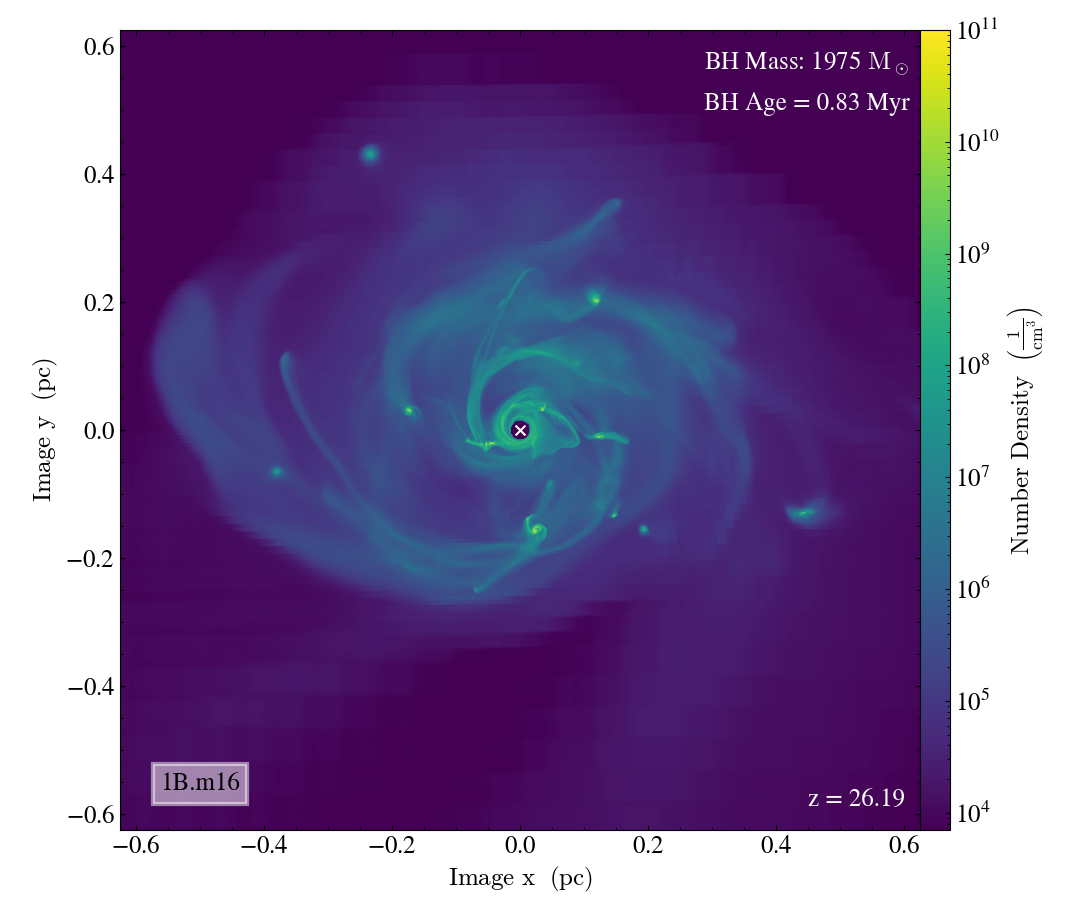 BH Mass: 1975 M⊙
BH Age = 0.83 Myr
1B.m16
z = 26.19
0.6
0.4
0.2
0.0
−0.2
−0.4
−0.6
Image y (pc)
−0.6 −0.4 −0.2 0.0 0.2 0.4 0.6
Image x (pc)
10¹¹
10¹⁰
10⁹
10⁸
10⁷
10⁶
10⁵
10⁴
Number Density (1/cm³)